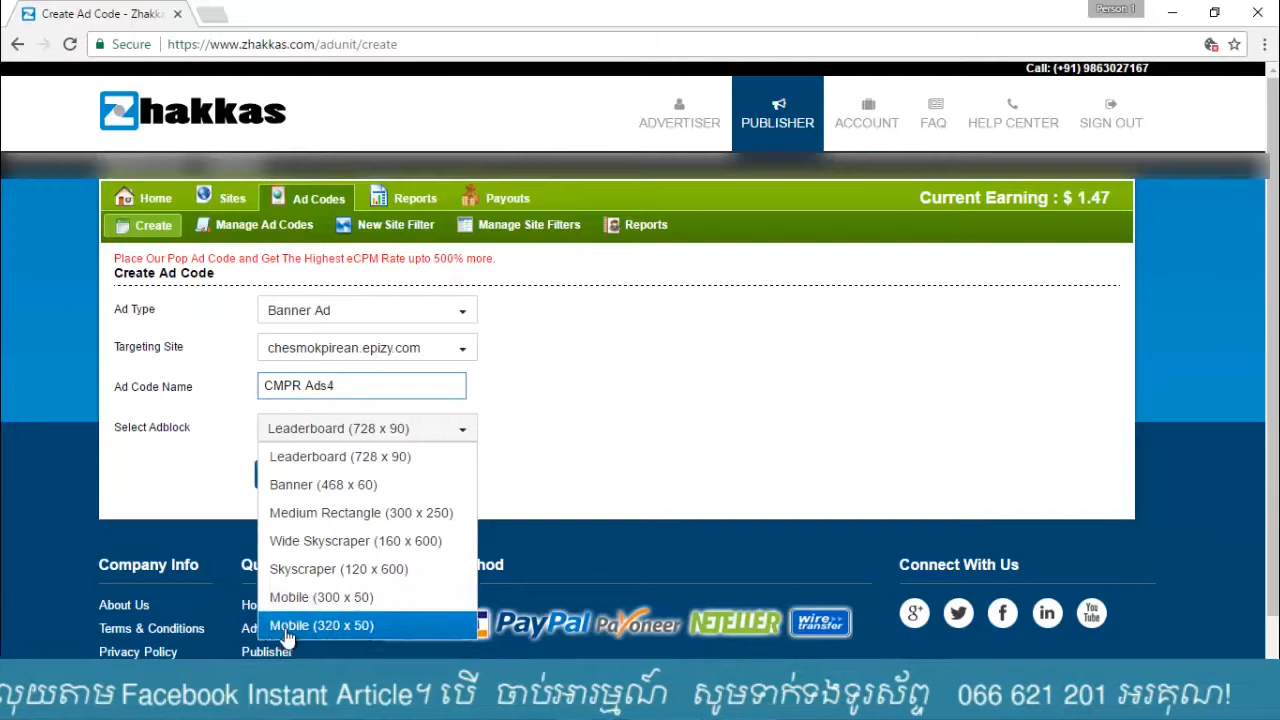 Create Ad Code - Zhakka
Person 1
Secure
https://www.zhakkas.com/adunit/create
Call: (+91) 9863027167
Zhakkas
ADVERTISER
PUBLISHER
ACCOUNT
FAQ
HELP CENTER
SIGN OUT
Home
Sites
Ad Codes
Reports
Payouts
Current Earning : $ 1.47
Create
Manage Ad Codes
New Site Filter
Manage Site Filters
Reports
Place Our Pop Ad Code and Get The Highest eCPM Rate upto 500% more.
Create Ad Code
Ad Type
Banner Ad
Targeting Site
chesmokpirean.epizy.com
Ad Code Name
CMPR Ads4
Select Adblock
Leaderboard (728 x 90)
Leaderboard (728 x 90)
Banner (468 x 60)
Medium Rectangle (300 x 250)
Wide Skyscraper (160 x 600)
Skyscraper (120 x 600)
Mobile (300 x 50)
Mobile (320 x 50)
Company Info
Connect With Us
About Us
Terms & Conditions
Privacy Policy
Publisher
PayPal
Payoneer
NETELLER
wire transfer
g+
f
in
You Tube
លុយតាម Facebook Instant Article។ បើ ចាប់អារម្មណ៍ សូមទាក់ទងទូរស័ព្ទ 066 621 201 អរគុណ!